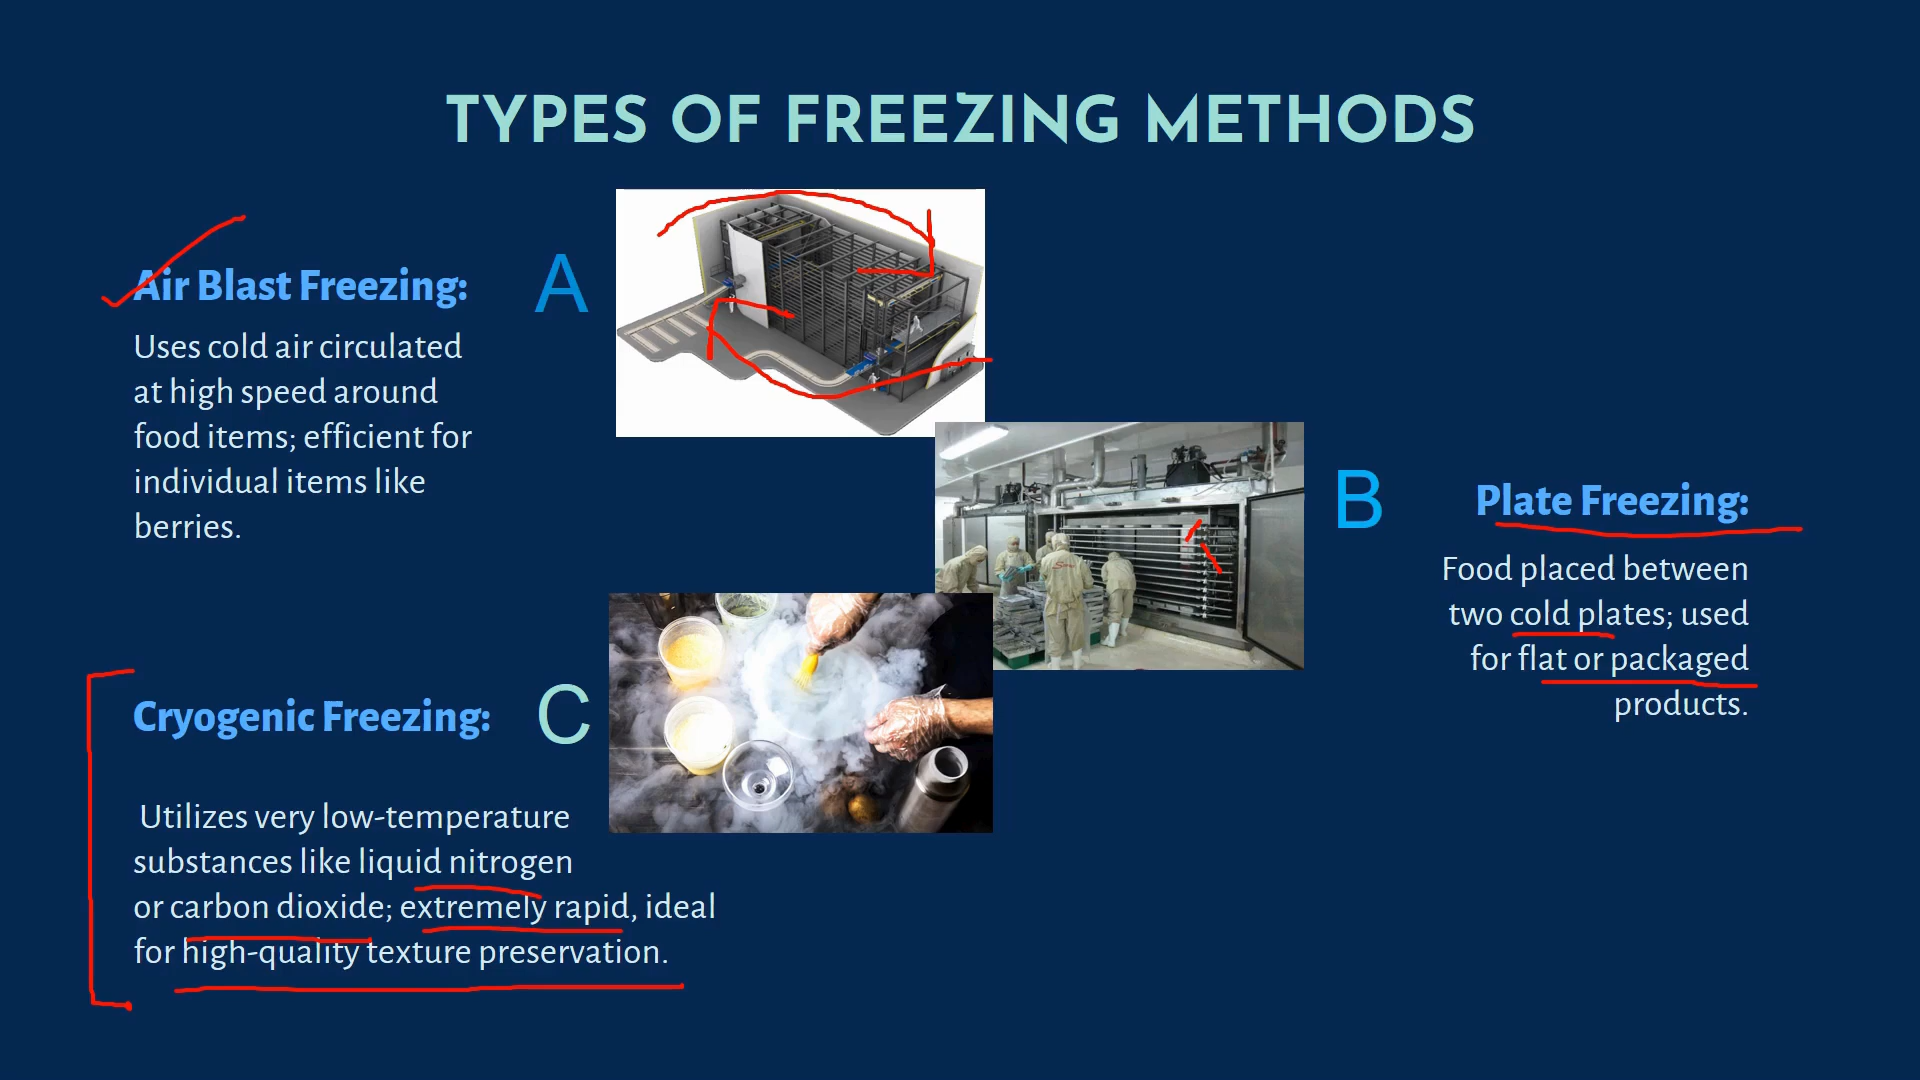 TYPES OF FREEZING METHODS
Air Blast Freezing:
A
Uses cold air circulated
at high speed around
food items; efficient for
individual items like
berries.
B
Plate Freezing:
Food placed between
two cold plates; used
for flat or packaged
products.
Cryogenic Freezing:
C
Utilizes very low-temperature
substances like liquid nitrogen
or carbon dioxide; extremely rapid, ideal
for high-quality texture preservation.